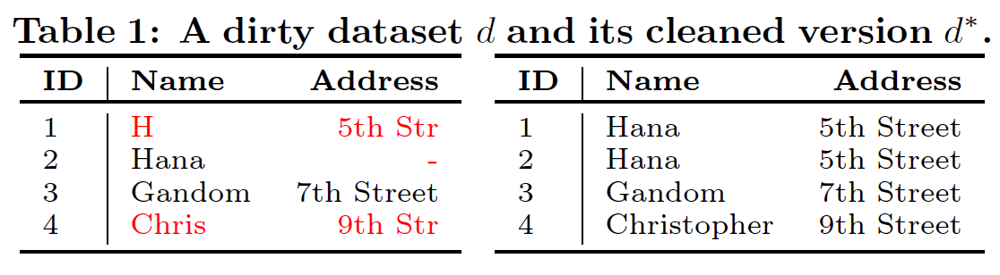 Table 1: A dirty dataset d and its cleaned version d*.
ID Name Address ID Name Address
1 H 5th Str 1 Hana 5th Street
2 Hana - 2 Hana 5th Street
3 Gandom 7th Street 3 Gandom 7th Street
4 Chris 9th Str 4 Christopher 9th Street